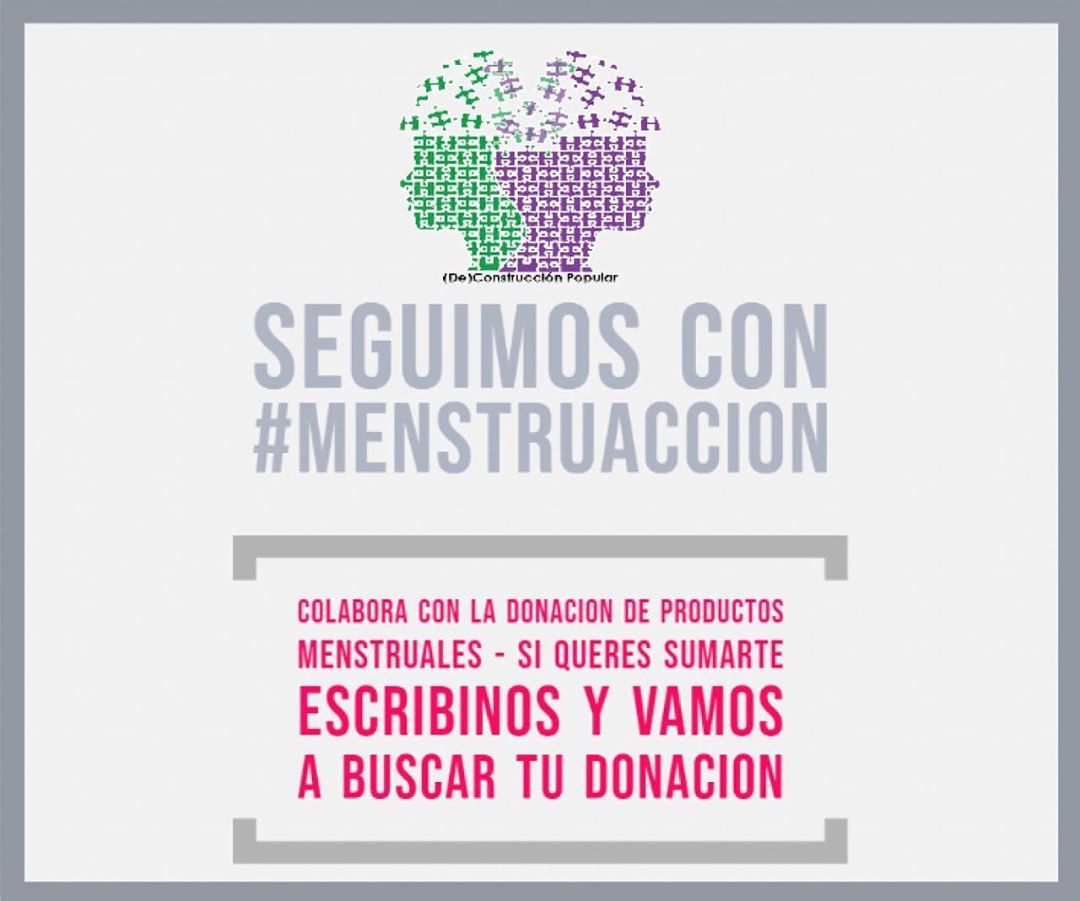 (De)Construcción Popular
SEGUIMOS CON
#MENSTRUACCION
COLABORA CON LA DONACION DE PRODUCTOS
MENSTRUALES - SI QUERES SUMARTE
ESCRIBINOS Y VAMOS
A BUSCAR TU DONACION